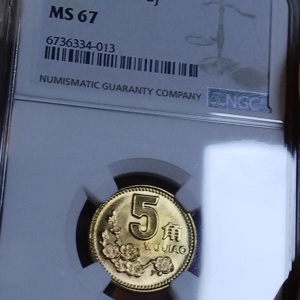 MS 67
6736334-013
NUMISMATIC GUARANTY COMPANY
NGC
5 角
WUJIAO